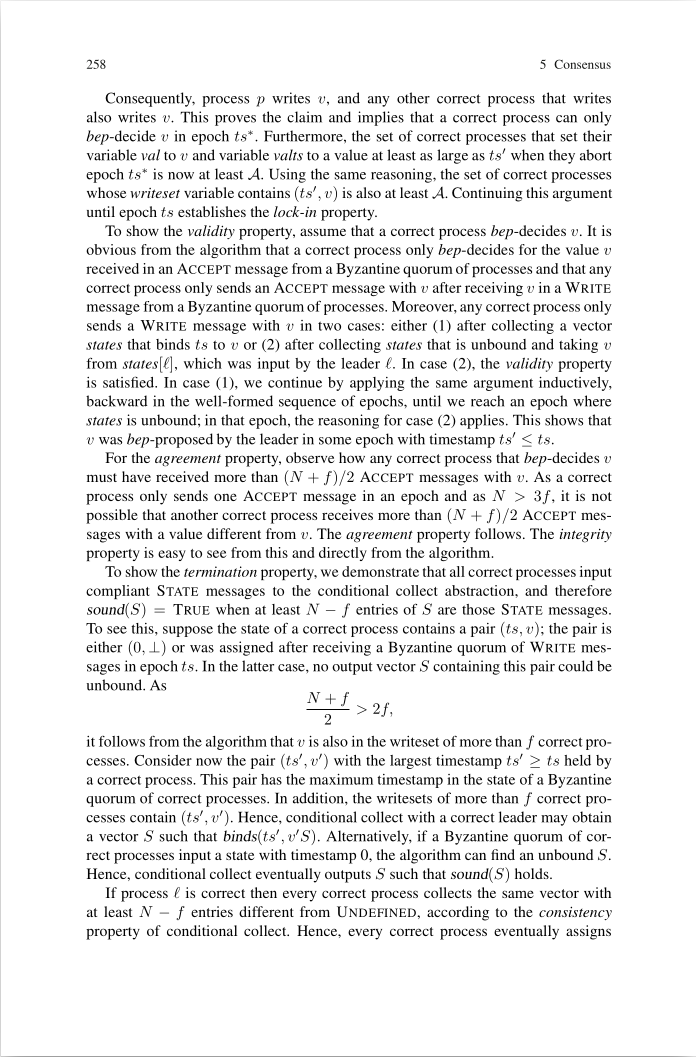 258 5 Consensus
Consequently, process p writes v, and any other correct process that writes
also writes v. This proves the claim and implies that a correct process can only
bep-decide v in epoch ts*. Furthermore, the set of correct processes that set their
variable val to v and variable valts to a value at least as large as ts′ when they abort
epoch ts* is now at least 𝒜. Using the same reasoning, the set of correct processes
whose writeset variable contains (ts′, v) is also at least 𝒜. Continuing this argument
until epoch ts establishes the lock-in property.
To show the validity property, assume that a correct process bep-decides v. It is
obvious from the algorithm that a correct process only bep-decides for the value v
received in an ACCEPT message from a Byzantine quorum of processes and that any
correct process only sends an ACCEPT message with v after receiving v in a WRITE
message from a Byzantine quorum of processes. Moreover, any correct process only
sends a WRITE message with v in two cases: either (1) after collecting a vector
states that binds ts to v or (2) after collecting states that is unbound and taking v
from states[ℓ], which was input by the leader ℓ. In case (2), the validity property
is satisfied. In case (1), we continue by applying the same argument inductively,
backward in the well-formed sequence of epochs, until we reach an epoch where
states is unbound; in that epoch, the reasoning for case (2) applies. This shows that
v was bep-proposed by the leader in some epoch with timestamp ts′ ≤ ts.
For the agreement property, observe how any correct process that bep-decides v
must have received more than (N + f)/2 ACCEPT messages with v. As a correct
process only sends one ACCEPT message in an epoch and as N > 3f, it is not
possible that another correct process receives more than (N + f)/2 ACCEPT mes-
sages with a value different from v. The agreement property follows. The integrity
property is easy to see from this and directly from the algorithm.
To show the termination property, we demonstrate that all correct processes input
compliant STATE messages to the conditional collect abstraction, and therefore
sound(S) = TRUE when at least N − f entries of S are those STATE messages.
To see this, suppose the state of a correct process contains a pair (ts, v); the pair is
either (0, ⊥) or was assigned after receiving a Byzantine quorum of WRITE mes-
sages in epoch ts. In the latter case, no output vector S containing this pair could be
unbound. As
N + f
2 > 2f,
it follows from the algorithm that v is also in the writeset of more than f correct pro-
cesses. Consider now the pair (ts′, v′) with the largest timestamp ts′ ≥ ts held by
a correct process. This pair has the maximum timestamp in the state of a Byzantine
quorum of correct processes. In addition, the writesets of more than f correct pro-
cesses contain (ts′, v′). Hence, conditional collect with a correct leader may obtain
a vector S such that binds(ts′, v′S). Alternatively, if a Byzantine quorum of cor-
rect processes input a state with timestamp 0, the algorithm can find an unbound S.
Hence, conditional collect eventually outputs S such that sound(S) holds.
If process ℓ is correct then every correct process collects the same vector with
at least N − f entries different from UNDEFINED, according to the consistency
property of conditional collect. Hence, every correct process eventually assigns